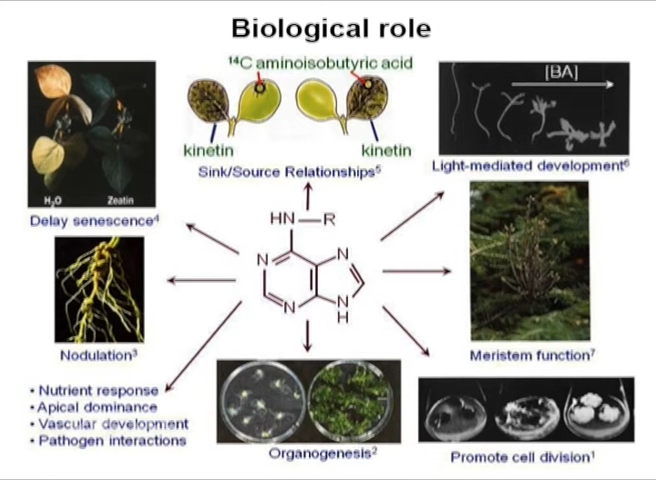 Biological role
¹⁴C aminoisobutyric acid
[BA]
kinetin
kinetin
Sink/Source Relationships⁵
Light-mediated development⁶
H₂O
Zeatin
Delay senescence⁴
HN—R
N
N
N
N
H
Nodulation³
Meristem function⁷
• Nutrient response
• Apical dominance
• Vascular development
• Pathogen interactions
Organogenesis²
Promote cell division¹